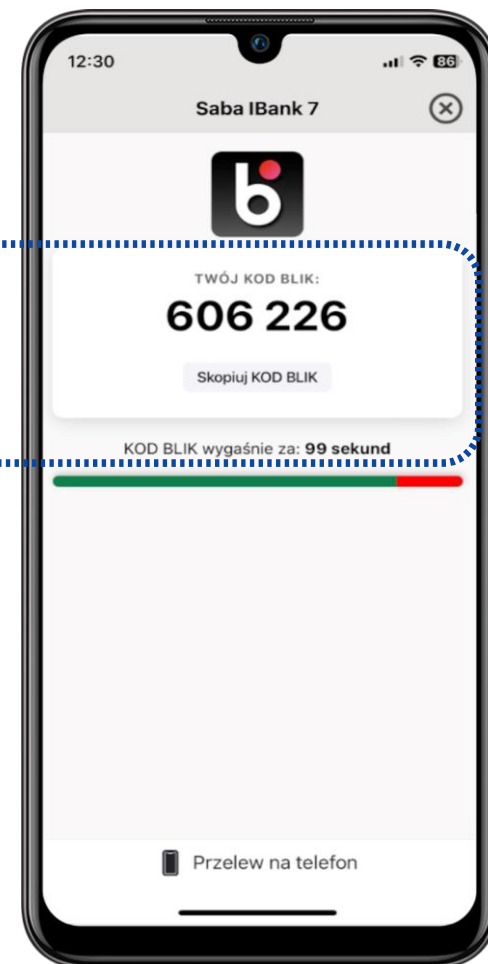 12:30
86
Saba IBank 7
b
TWÓJ KOD BLIK:
606 226
Skopiuj KOD BLIK
KOD BLIK wygaśnie za: 99 sekund
Przelew na telefon